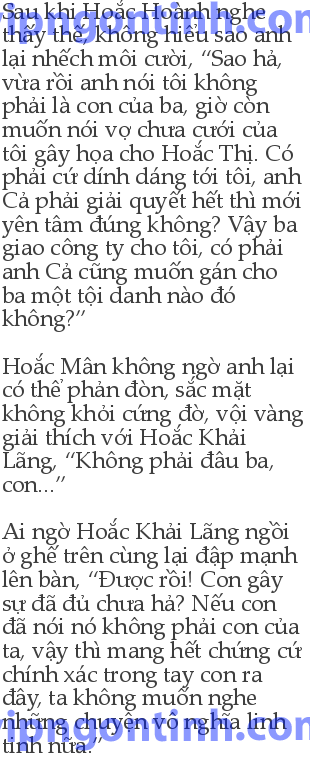 Sau khi Hoắc Hoành nghe
thấy thế, không hiểu sao anh
lại nhếch môi cười, “Sao hả,
vừa rồi anh nói tôi không
phải là con của ba, giờ còn
muốn nói vợ chưa cưới của
tôi gây họa cho Hoắc Thị. Có
phải cứ dính dáng tới tôi, anh
Cả phải giải quyết hết thì mới
yên tâm đúng không? Vậy ba
giao công ty cho tôi, có phải
anh Cả cũng muốn gán cho
ba một tội danh nào đó
không?”
Hoắc Mân không ngờ anh lại
có thể phản đòn, sắc mặt
không khỏi cứng đờ, vội vàng
giải thích với Hoắc Khải
Lãng, “Không phải đâu ba,
con...”
Ai ngờ Hoắc Khải Lãng ngồi
ở ghế trên cùng lại đập mạnh
lên bàn, “Được rồi! Con gây
sự đã đủ chưa hả? Nếu con
đã nói nó không phải con của
ta, vậy thì mang hết chứng cứ
chính xác trong tay con ra
đây, ta không muốn nghe
những chuyện vô nghĩa linh
tinh nữa.”